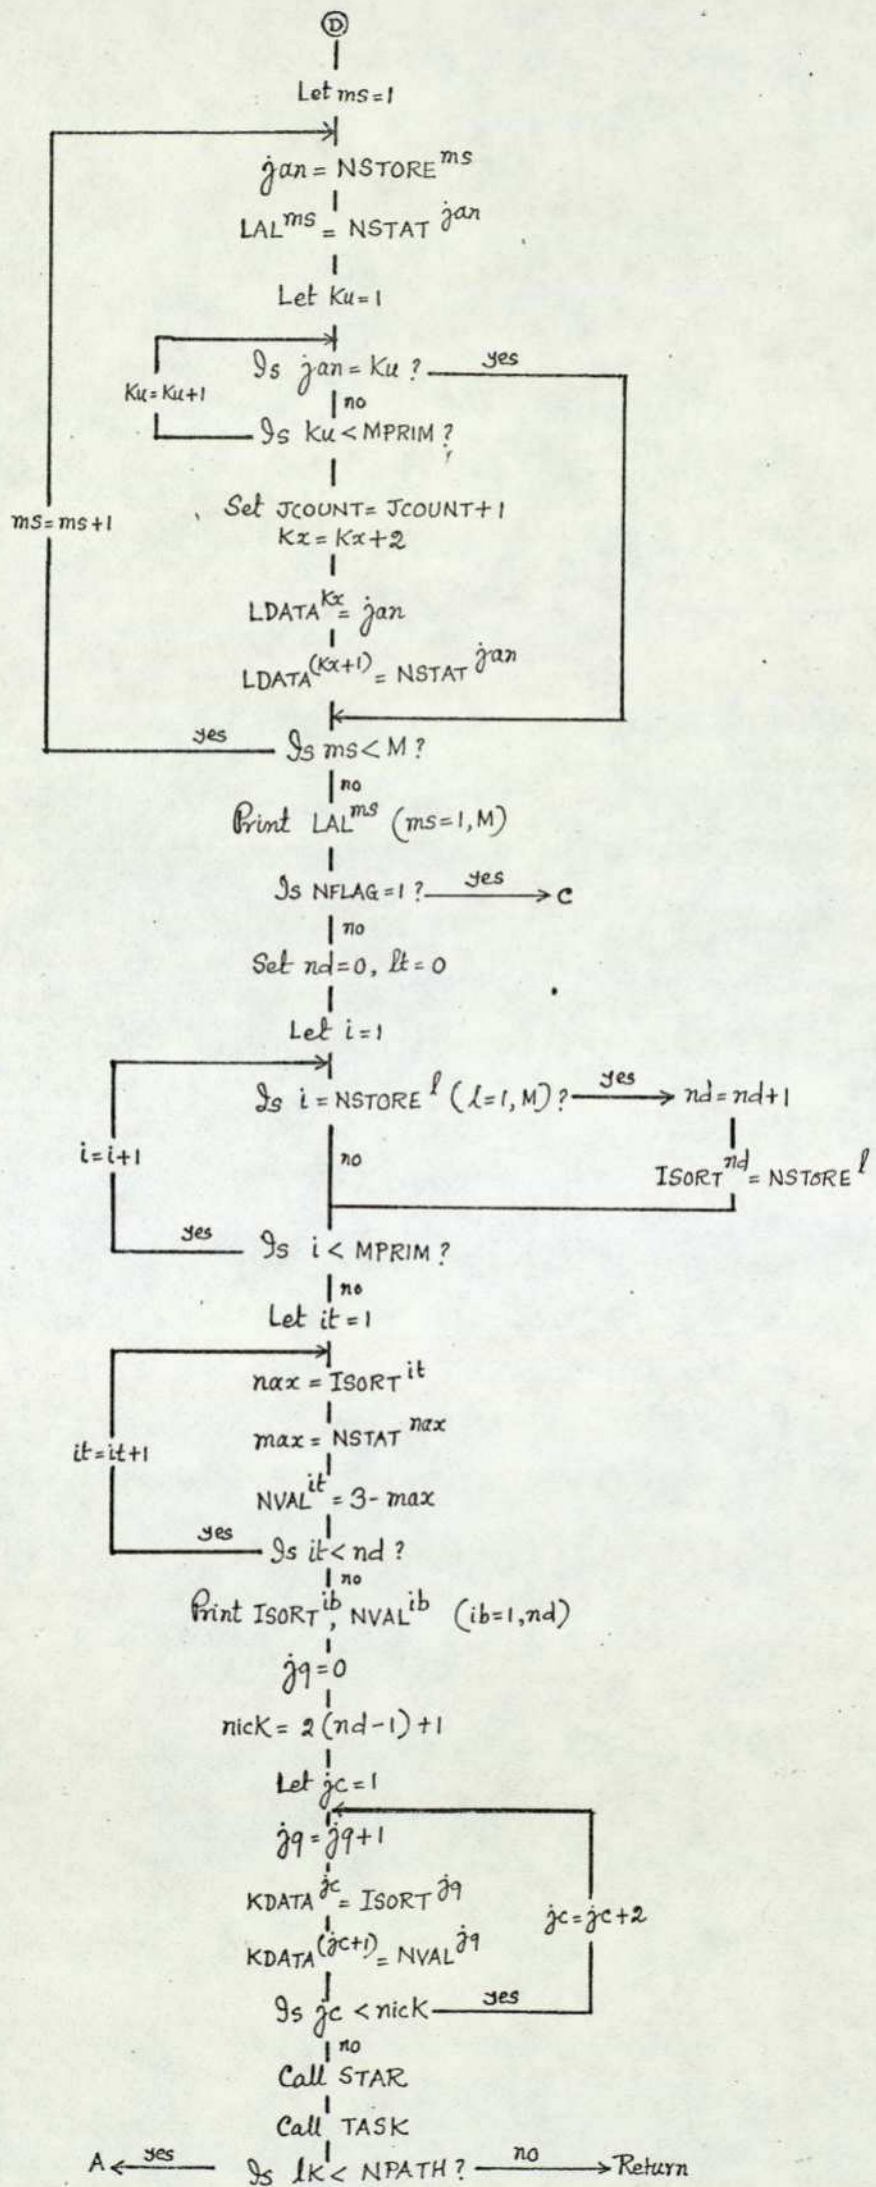 D
Let ms=1
jan = NSTORE^ms
LAL^ms = NSTAT^jan
Let Ku=1
Is jan = Ku ? yes
Ku=Ku+1
no
Is Ku < MPRIM ?
ms=ms+1
Set JCOUNT = JCOUNT+1
Kx = Kx+2
LDATA^Kx = jan
LDATA^(Kx+1) = NSTAT^jan
yes Is ms < M ?
no
Print LAL^ms (ms=1, M)
Is NFLAG=1 ? yes C
no
Set nd=0, lt=0
Let i=1
Is i = NSTORE^l (l=1, M) ? yes nd=nd+1
i=i+1
no
ISORT^nd = NSTORE^l
yes Is i < MPRIM ?
no
Let it=1
nax = ISORT^it
max = NSTAT^nax
it=it+1
NVAL^it = 3-max
yes Is it < nd ?
no
Print ISORT^ib, NVAL^ib (ib=1, nd)
jq=0
nicK = 2(nd-1)+1
Let jc=1
jq=jq+1
KDATA^jc = ISORT^jq
jc=jc+2
KDATA^(jc+1) = NVAL^jq
Is jc < nicK yes
no
Call STAR
Call TASK
A yes Is lK < NPATH ? no Return